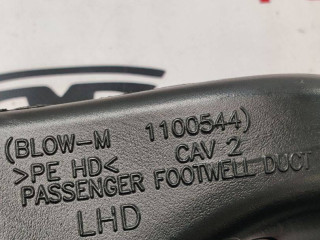 (BLOW-M 1100544)
>PE HD< CAV 2
PASSENGER FOOTWELL DUCT
LHD